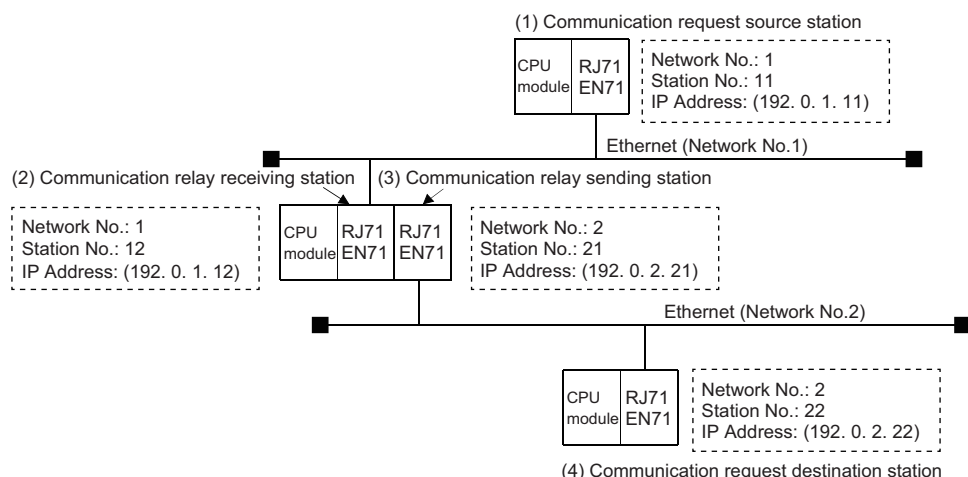 (1) Communication request source station
CPU
module
RJ71
EN71
Network No.: 1
Station No.: 11
IP Address: (192. 0. 1. 11)
Ethernet (Network No.1)
(2) Communication relay receiving station
(3) Communication relay sending station
Network No.: 1
Station No.: 12
IP Address: (192. 0. 1. 12)
CPU
module
RJ71
EN71
RJ71
EN71
Network No.: 2
Station No.: 21
IP Address: (192. 0. 2. 21)
Ethernet (Network No.2)
CPU
module
RJ71
EN71
Network No.: 2
Station No.: 22
IP Address: (192. 0. 2. 22)
(4) Communication request destination station